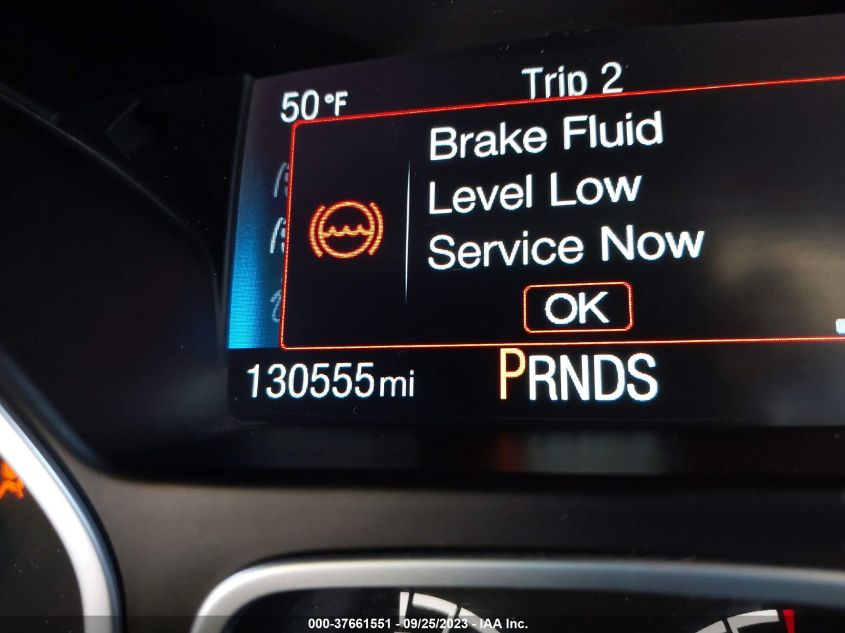 50°F
Trip 2
Brake Fluid
Level Low
Service Now
OK
130555mi
PRNDS
000-37661551 - 09/25/2023 - IAA Inc.